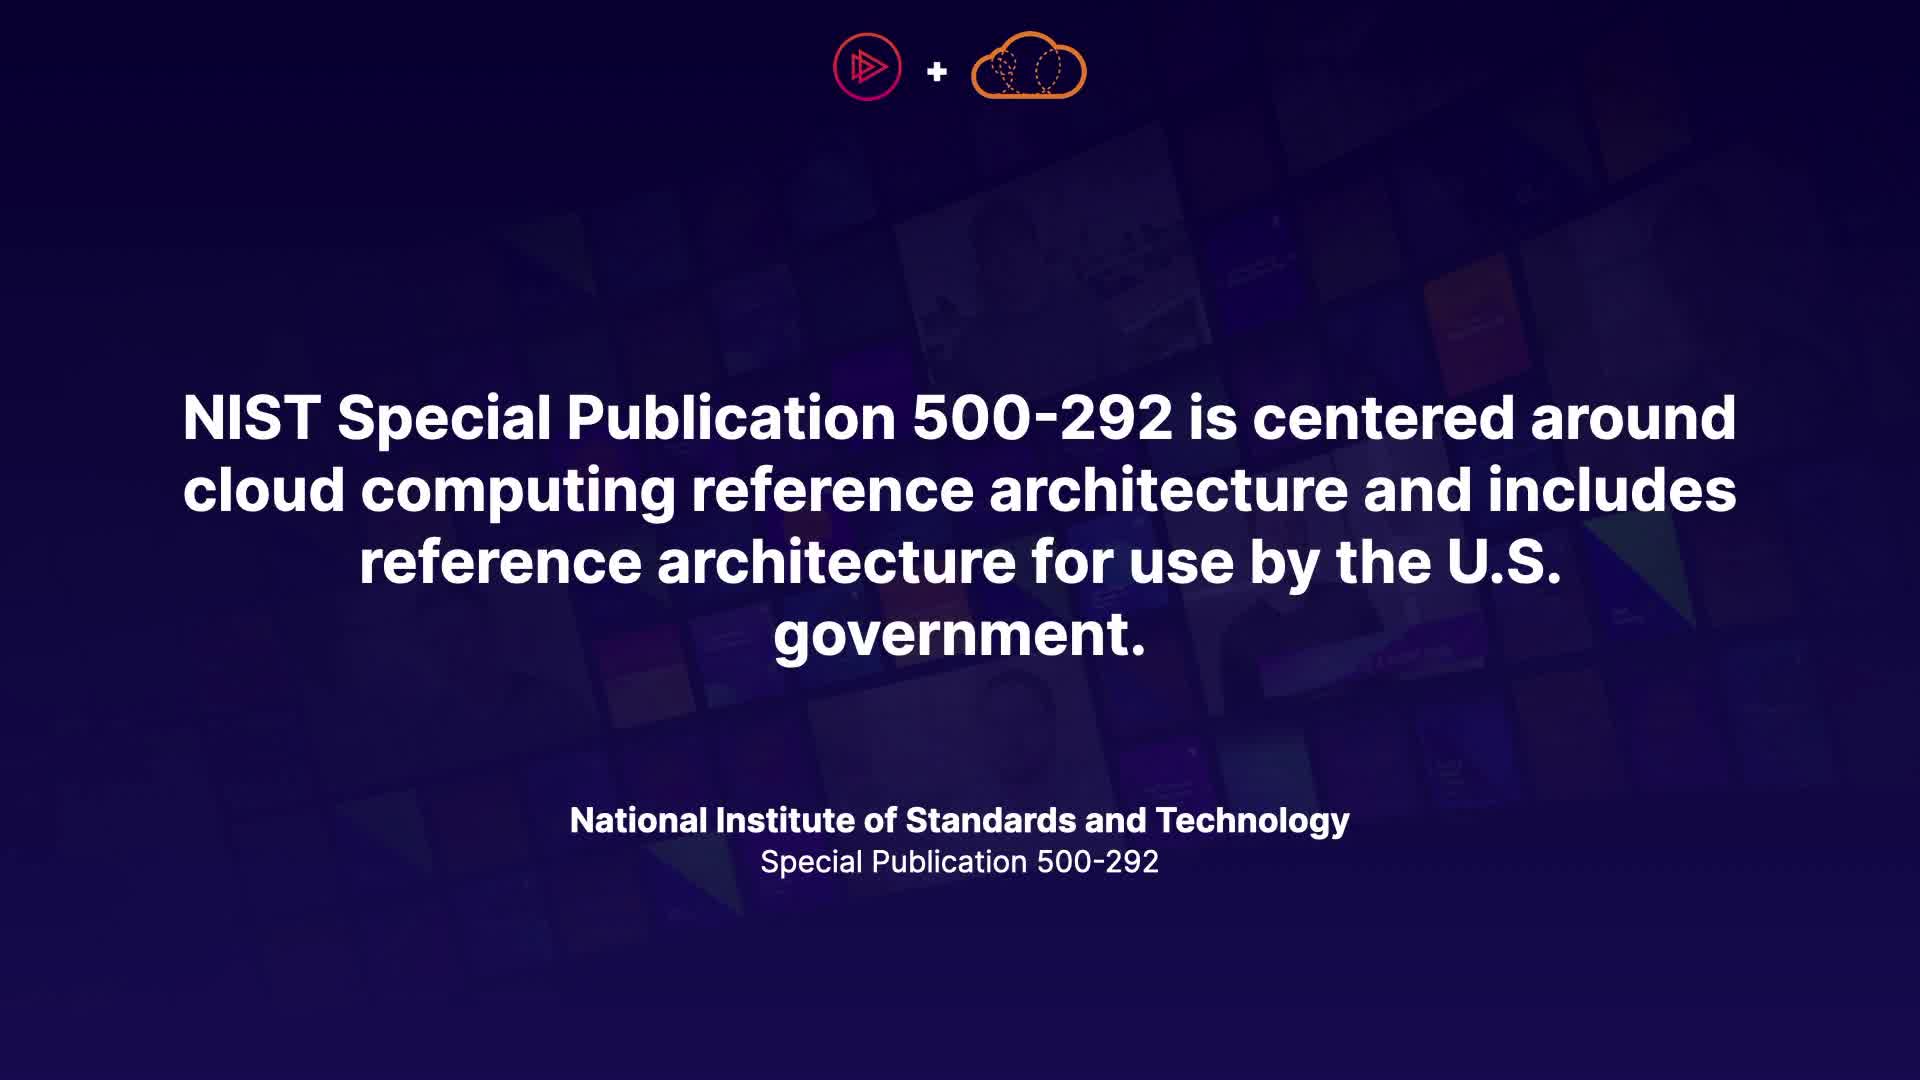 NIST Special Publication 500-292 is centered around
cloud computing reference architecture and includes
reference architecture for use by the U.S.
government.
National Institute of Standards and Technology
Special Publication 500-292